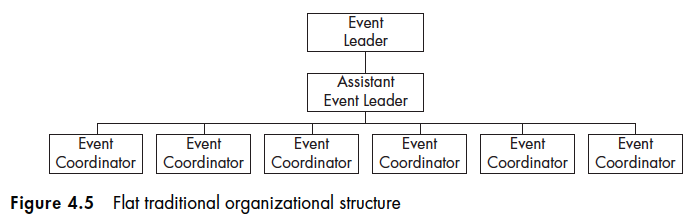 Event
Leader
Assistant
Event Leader
Event
Coordinator
Event
Coordinator
Event
Coordinator
Event
Coordinator
Event
Coordinator
Event
Coordinator
Figure 4.5 Flat traditional organizational structure